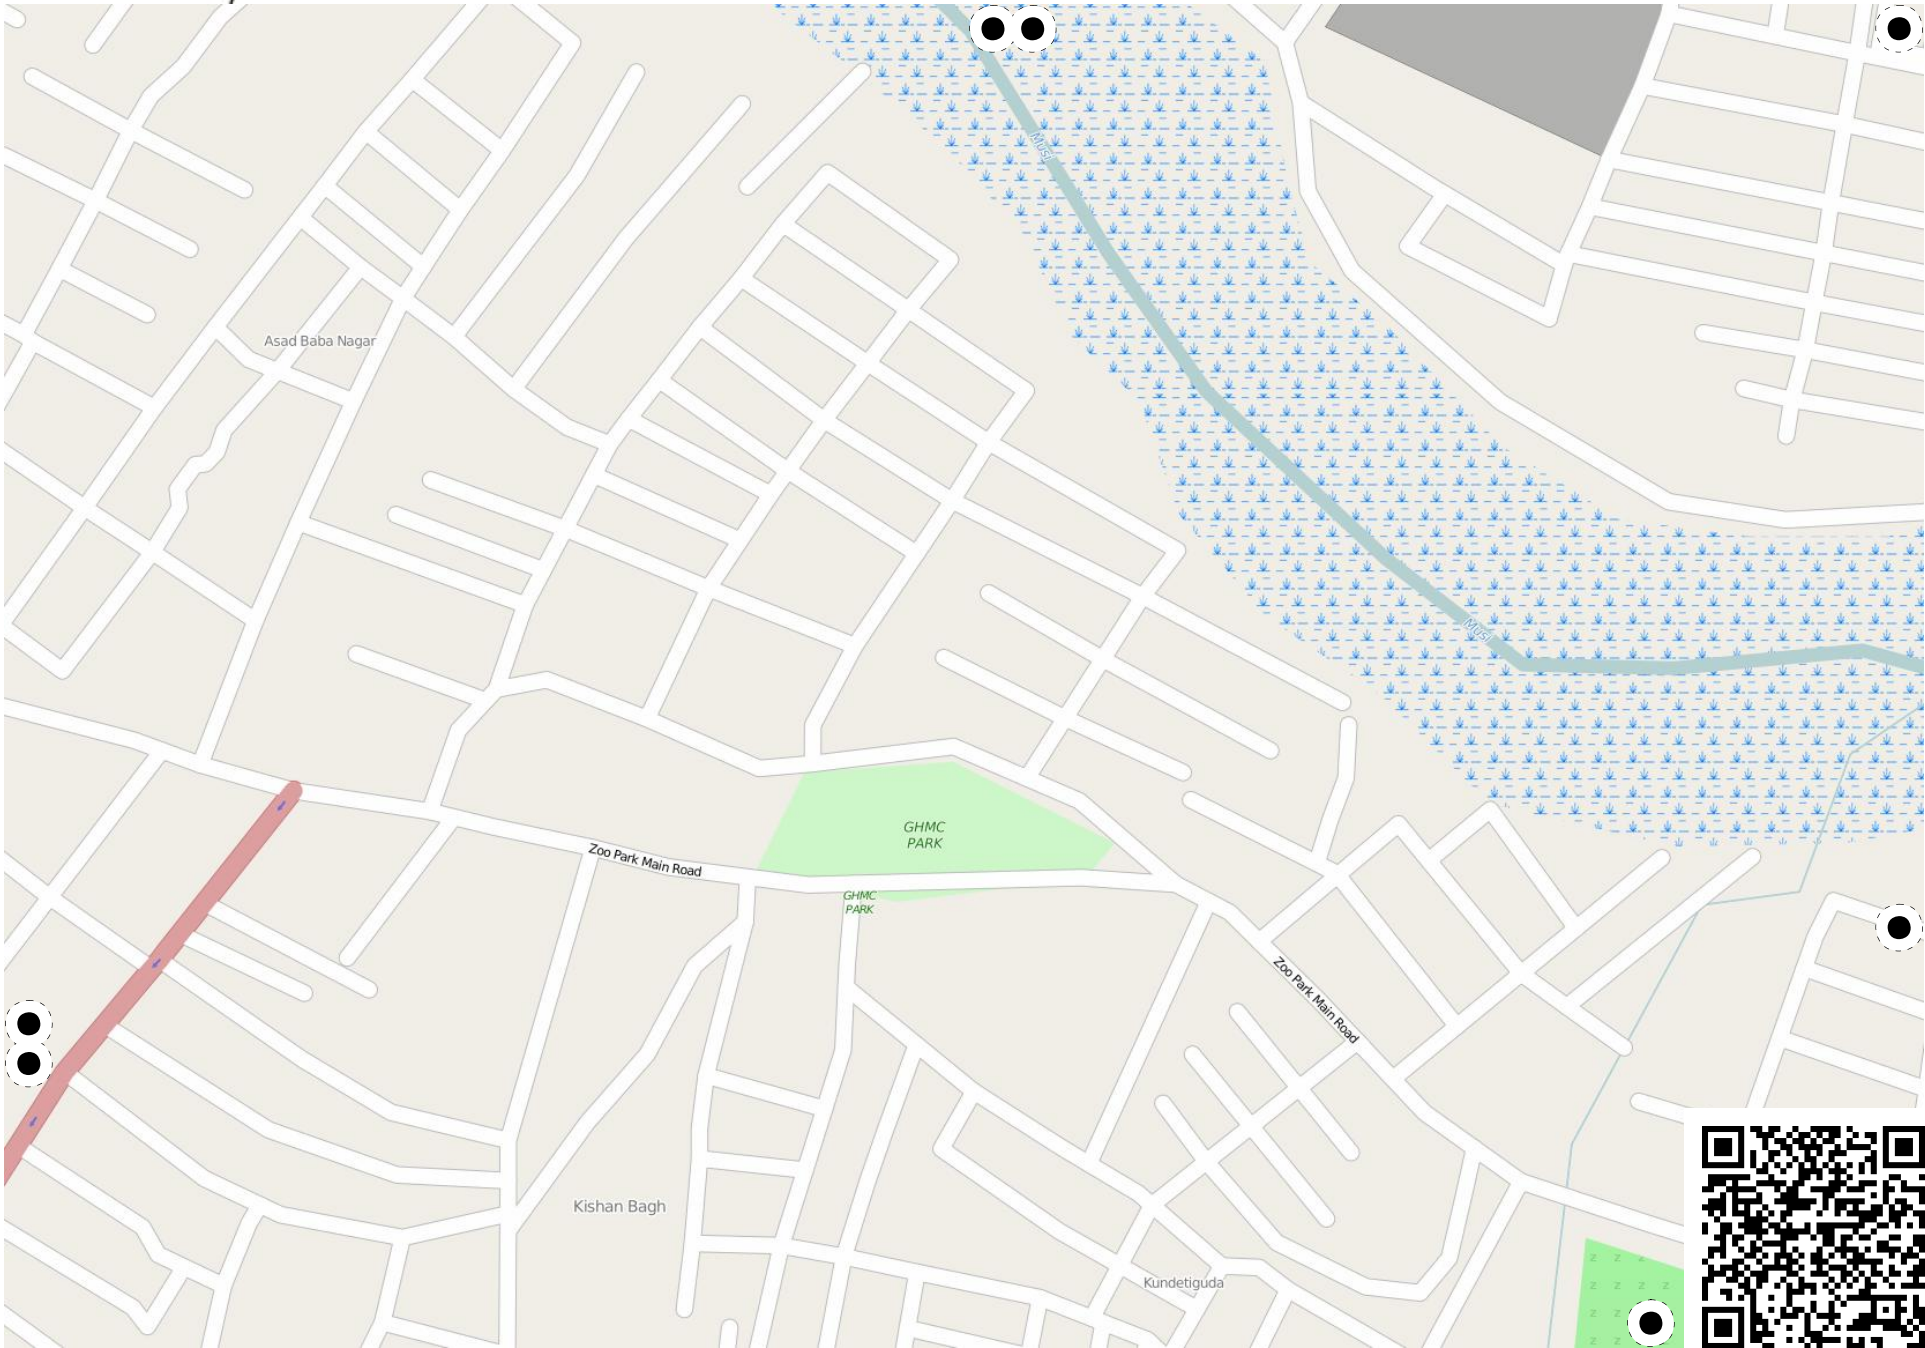 Musi
Asad Baba Nagar
Musi
GHMC
PARK
Zoo Park Main Road
GHMC
PARK
Zoo Park Main Road
Kishan Bagh
Kundetiguda
z z z
z z z z
z z z
z z